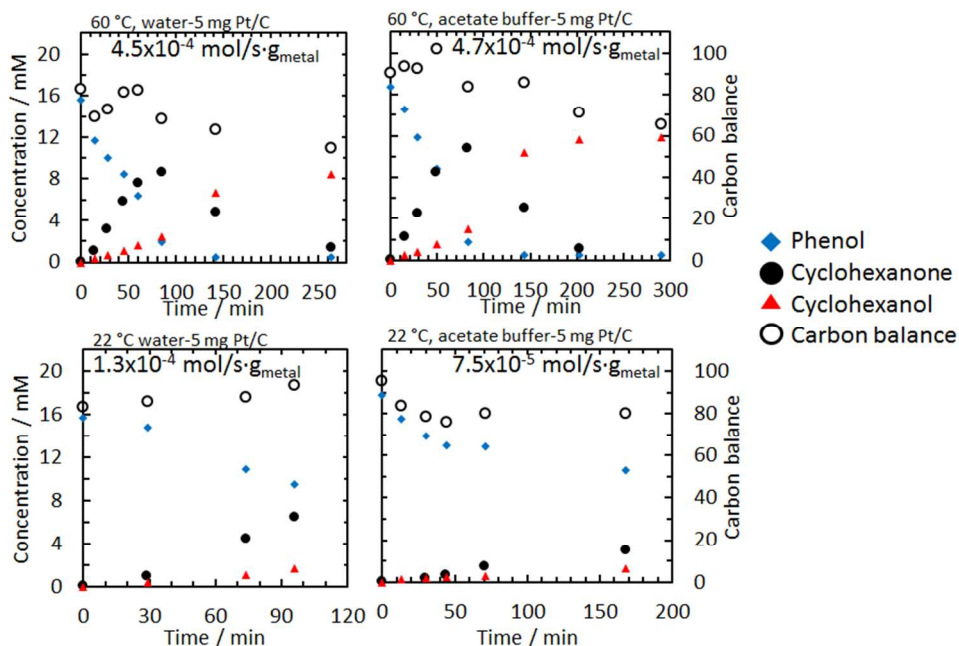 60 °C, water-5 mg Pt/C
4.5x10-4 mol/s·gmetal
20
16
12
8
4
0
0 50 100 150 200 250
Concentration / mM
Time / min
60 °C, acetate buffer-5 mg Pt/C
4.7x10-4 mol/s·gmetal
100
80
60
40
20
0
0 50 100 150 200 250 300
Carbon balance
Time / min
22 °C water-5 mg Pt/C
1.3x10-4 mol/s·gmetal
20
16
12
8
4
0
0 30 60 90 120
Concentration / mM
Time / min
22 °C, acetate buffer-5 mg Pt/C
7.5x10-5 mol/s·gmetal
100
80
60
40
20
0
0 50 100 150 200
Carbon balance
Time / min
Phenol
Cyclohexanone
Cyclohexanol
Carbon balance